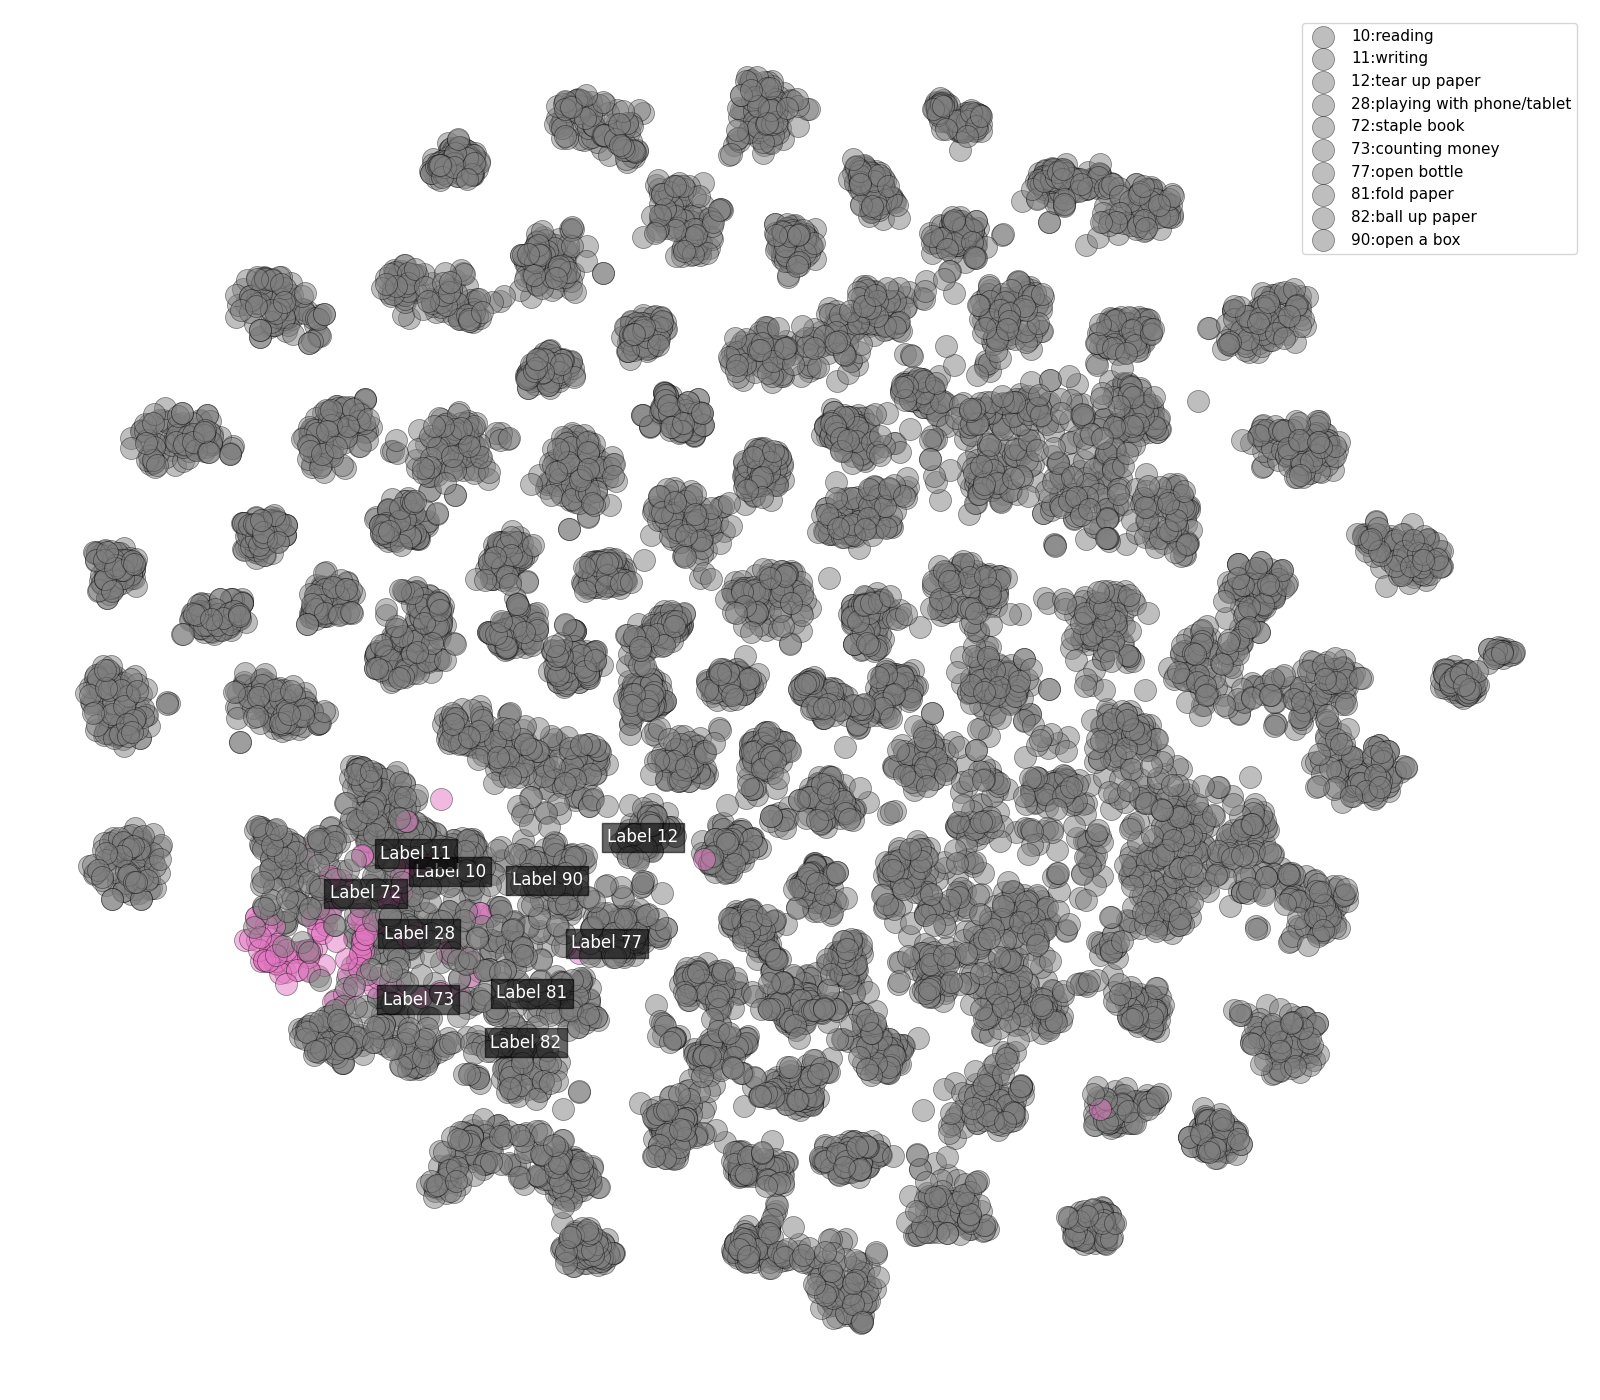 10:reading
11:writing
12:tear up paper
28:playing with phone/tablet
72:staple book
73:counting money
77:open bottle
81:fold paper
82:ball up paper
90:open a box
Label 12
Label 11
Label 10
Label 90
Label 72
Label 28
Label 77
Label 81
Label 73
Label 82